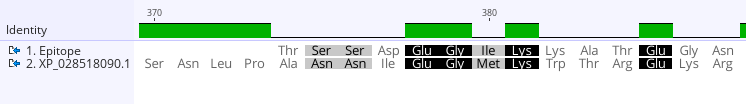 370 380
Identity
1. Epitope Thr Ser Ser Asp Glu Gly Ile Lys Lys Ala Thr Glu Gly Asn
2. XP_028518090.1 Ser Asn Leu Pro Ala Asn Asn Ile Glu Gly Met Lys Trp Thr Arg Glu Lys Arg